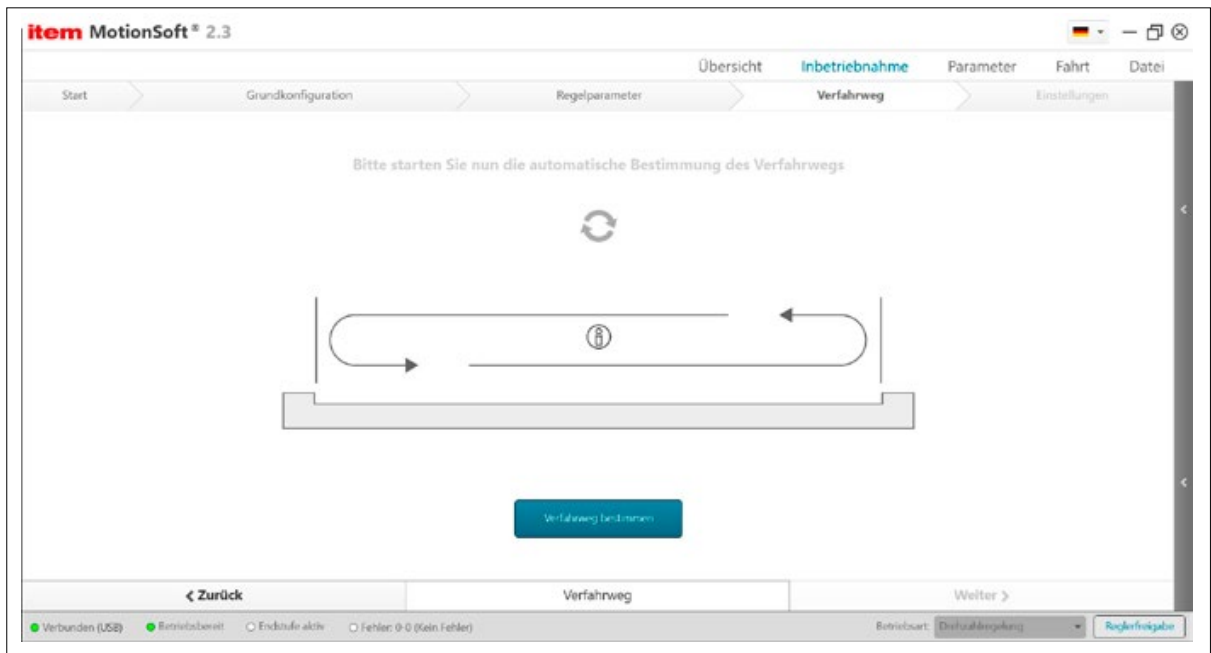 item MotionSoft® 2.3
Übersicht Inbetriebnahme Parameter Fahrt Datei
Start Grundkonfiguration Regelparameter Verfahrweg Einstellungen
Bitte starten Sie nun die automatische Bestimmung des Verfahrwegs
Verfahrweg bestimmen
< Zurück Verfahrweg Weiter >
Verbunden (USB) Betriebsbereit Endstufe aktiv Fehler: 0-0 (Kein Fehler) Betriebsart: Drehzahlregelung Reglerfreigabe